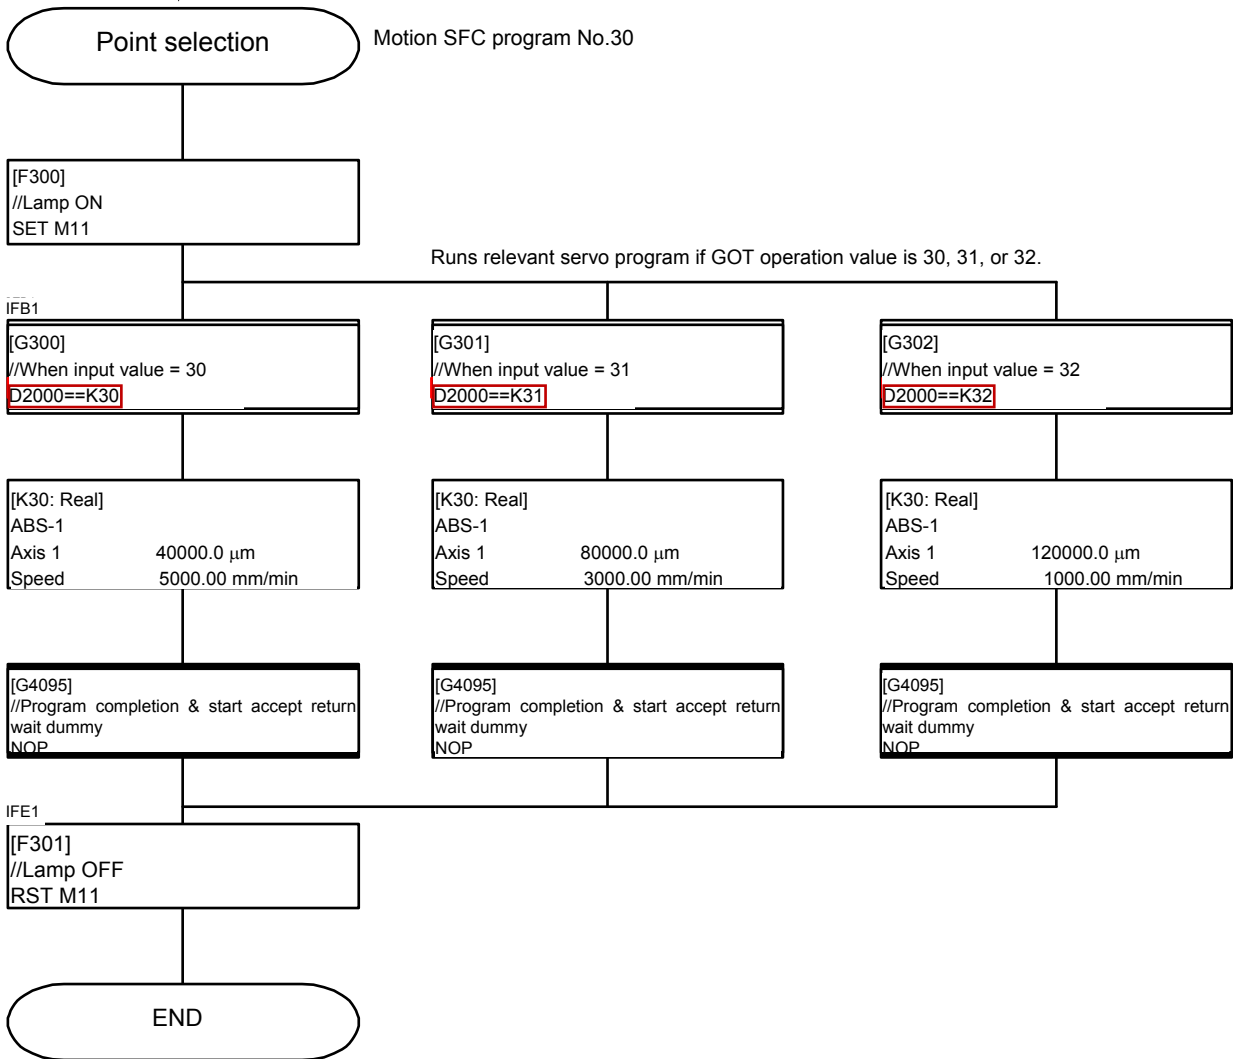 Point selection
Motion SFC program No.30
[F300]
//Lamp ON
SET M11
Runs relevant servo program if GOT operation value is 30, 31, or 32.
IFB1
[G300]
//When input value = 30
D2000==K30
[G301]
//When input value = 31
D2000==K31
[G302]
//When input value = 32
D2000==K32
[K30: Real]
ABS-1
Axis 1 40000.0 μm
Speed 5000.00 mm/min
[K30: Real]
ABS-1
Axis 1 80000.0 μm
Speed 3000.00 mm/min
[K30: Real]
ABS-1
Axis 1 120000.0 μm
Speed 1000.00 mm/min
[G4095]
//Program completion & start accept return
wait dummy
NOP
[G4095]
//Program completion & start accept return
wait dummy
NOP
[G4095]
//Program completion & start accept return
wait dummy
NOP
IFE1
[F301]
//Lamp OFF
RST M11
END